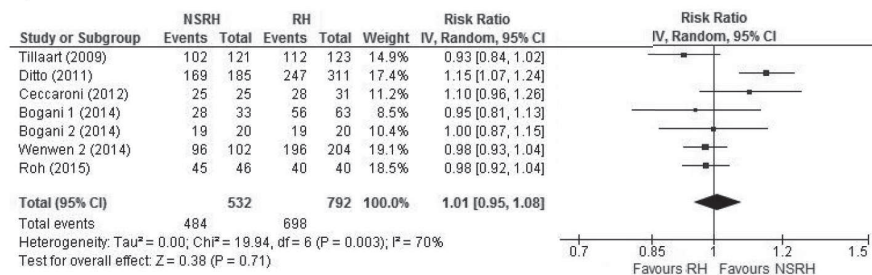 NSRH RH Risk Ratio Risk Ratio
Study or Subgroup Events Total Events Total Weight IV, Random, 95% CI IV, Random, 95% CI
Tillaart (2009) 102 121 112 123 14.9% 0.93 [0.84, 1.02]
Ditto (2011) 169 185 247 311 17.4% 1.15 [1.07, 1.24]
Ceccaroni (2012) 25 25 28 31 11.2% 1.10 [0.96, 1.26]
Bogani 1 (2014) 28 33 56 63 8.5% 0.95 [0.81, 1.13]
Bogani 2 (2014) 19 20 19 20 10.4% 1.00 [0.87, 1.15]
Wenwen 2 (2014) 96 102 196 204 19.1% 0.98 [0.93, 1.04]
Roh (2015) 45 46 40 40 18.5% 0.98 [0.92, 1.04]
Total (95% CI) 532 792 100.0% 1.01 [0.95, 1.08]
Total events 484 698
Heterogeneity: Tau² = 0.00; Chi² = 19.94, df = 6 (P = 0.003); I² = 70%
Test for overall effect: Z = 0.38 (P = 0.71)
0.7 0.85 1 1.2 1.5
Favours RH Favours NSRH